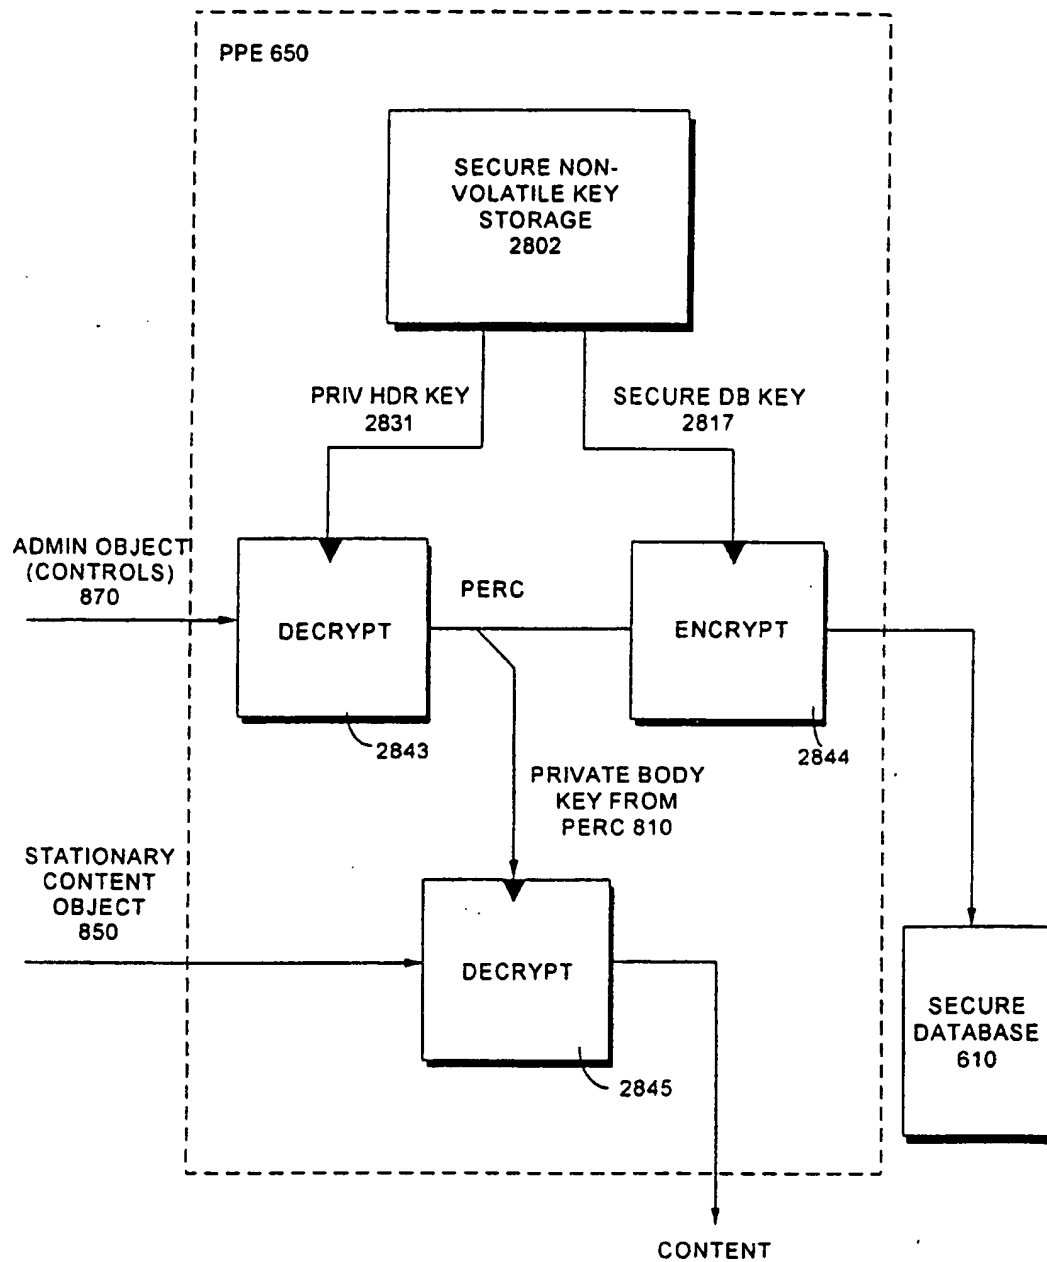 PPE 650
SECURE NON-
VOLATILE KEY
STORAGE
2802
PRIV HDR KEY
2831
SECURE DB KEY
2817
ADMIN OBJECT
(CONTROLS)
870
DECRYPT
PERC
ENCRYPT
2843
2844
PRIVATE BODY
KEY FROM
PERC 810
STATIONARY
CONTENT
OBJECT
850
DECRYPT
2845
SECURE
DATABASE
610
CONTENT